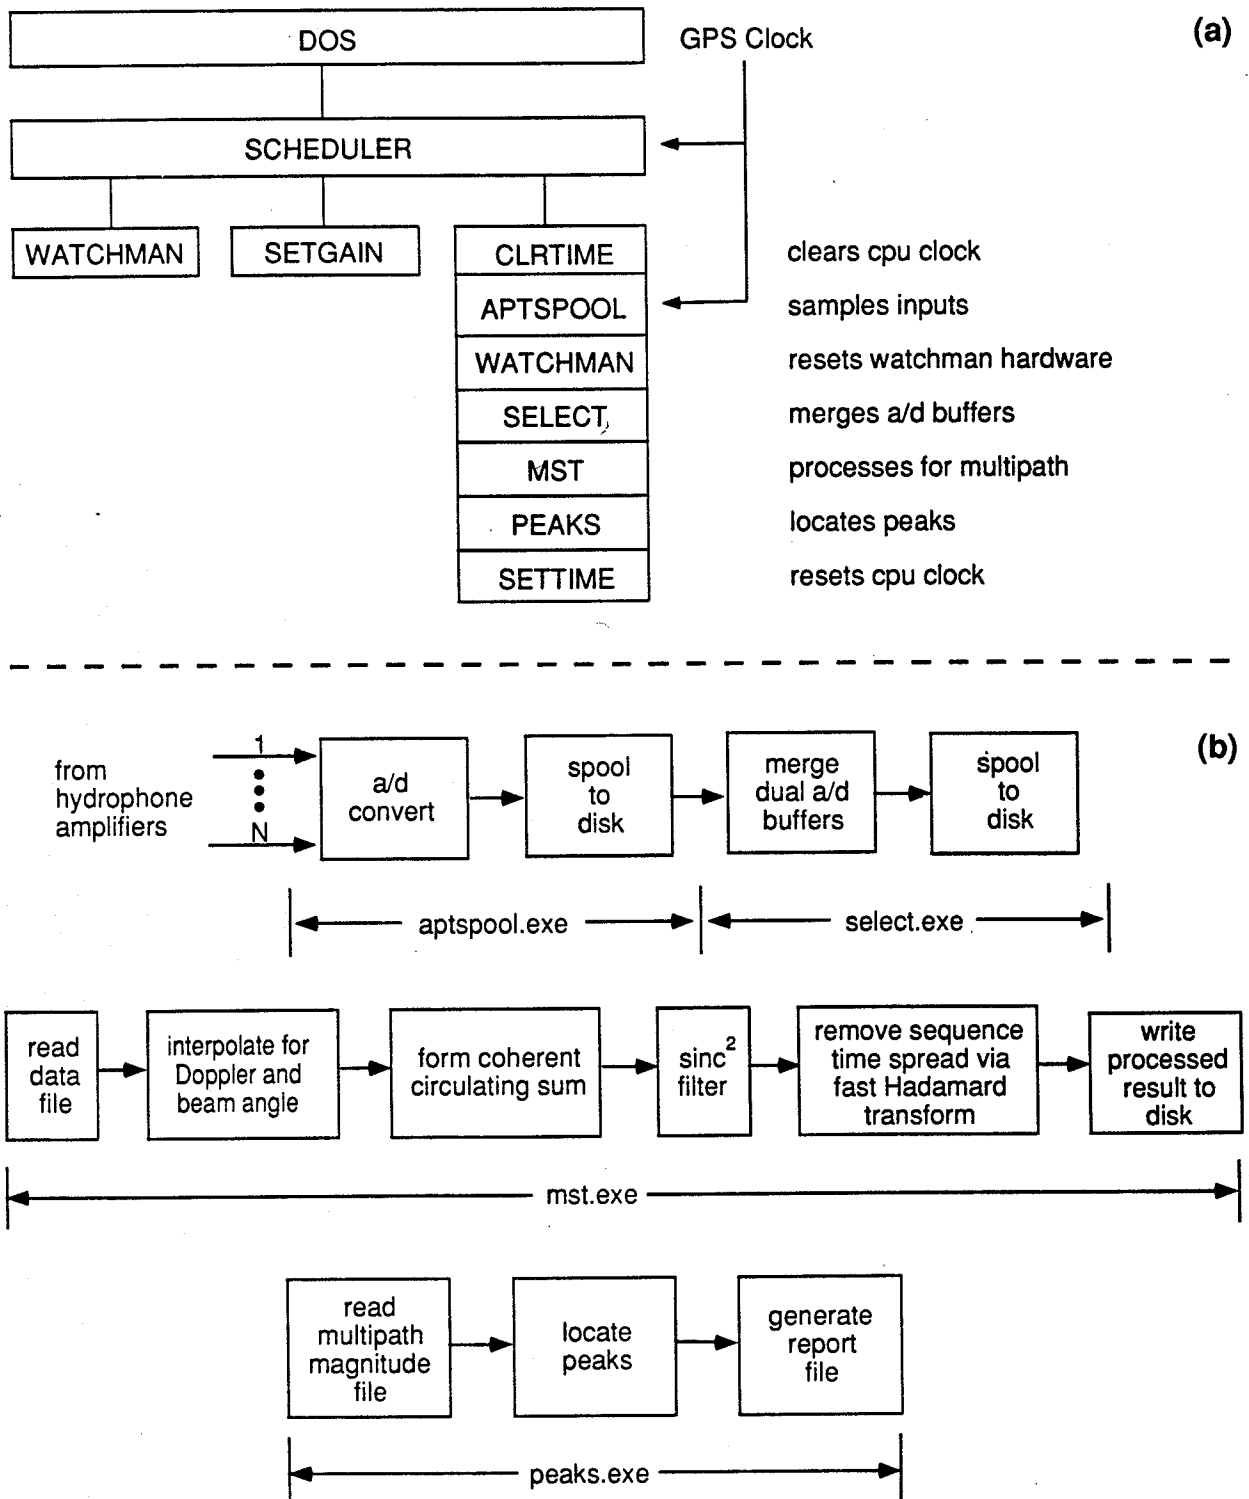 (a)
DOS
GPS Clock
SCHEDULER
WATCHMAN
SETGAIN
CLRTIME
clears cpu clock
APTSPOOL
samples inputs
WATCHMAN
resets watchman hardware
SELECT
merges a/d buffers
MST
processes for multipath
PEAKS
locates peaks
SETTIME
resets cpu clock
(b)
from
hydrophone
amplifiers
1
N
a/d
convert
spool
to
disk
merge
dual a/d
buffers
spool
to
disk
aptspool.exe
select.exe
read
data
file
interpolate for
Doppler and
beam angle
form coherent
circulating sum
sinc²
filter
remove sequence
time spread via
fast Hadamard
transform
write
processed
result to
disk
mst.exe
read
multipath
magnitude
file
locate
peaks
generate
report
file
peaks.exe